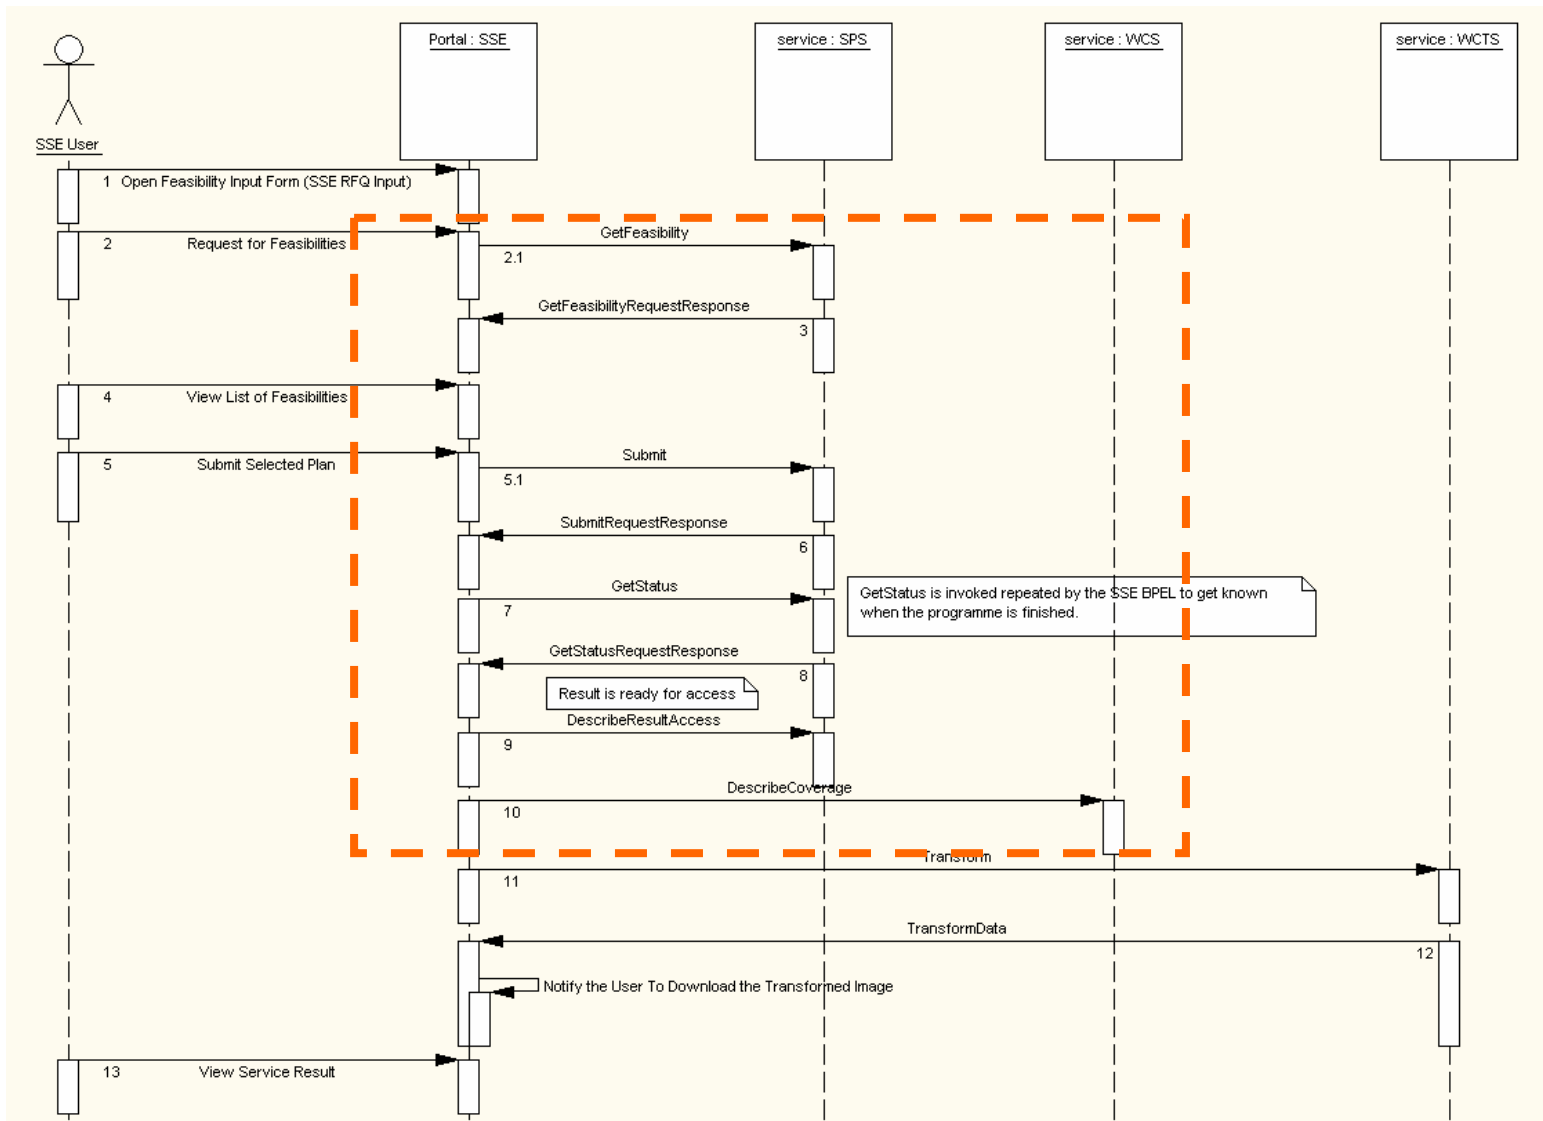 Portal : SSE
service : SPS
service : WCS
service : WCTS
SSE User
1 Open Feasibility Input Form (SSE RFQ Input)
2 Request for Feasibilities
GetFeasibility
2.1
GetFeasibilityRequestResponse
3
4 View List of Feasibilities
5 Submit Selected Plan
Submit
5.1
SubmitRequestResponse
6
GetStatus
7
GetStatus is invoked repeated by the SSE BPEL to get known
when the programme is finished.
GetStatusRequestResponse
8
Result is ready for access
DescribeResultAccess
9
DescribeCoverage
10
Transform
11
TransformData
12
Notify the User To Download the Transformed Image
13 View Service Result